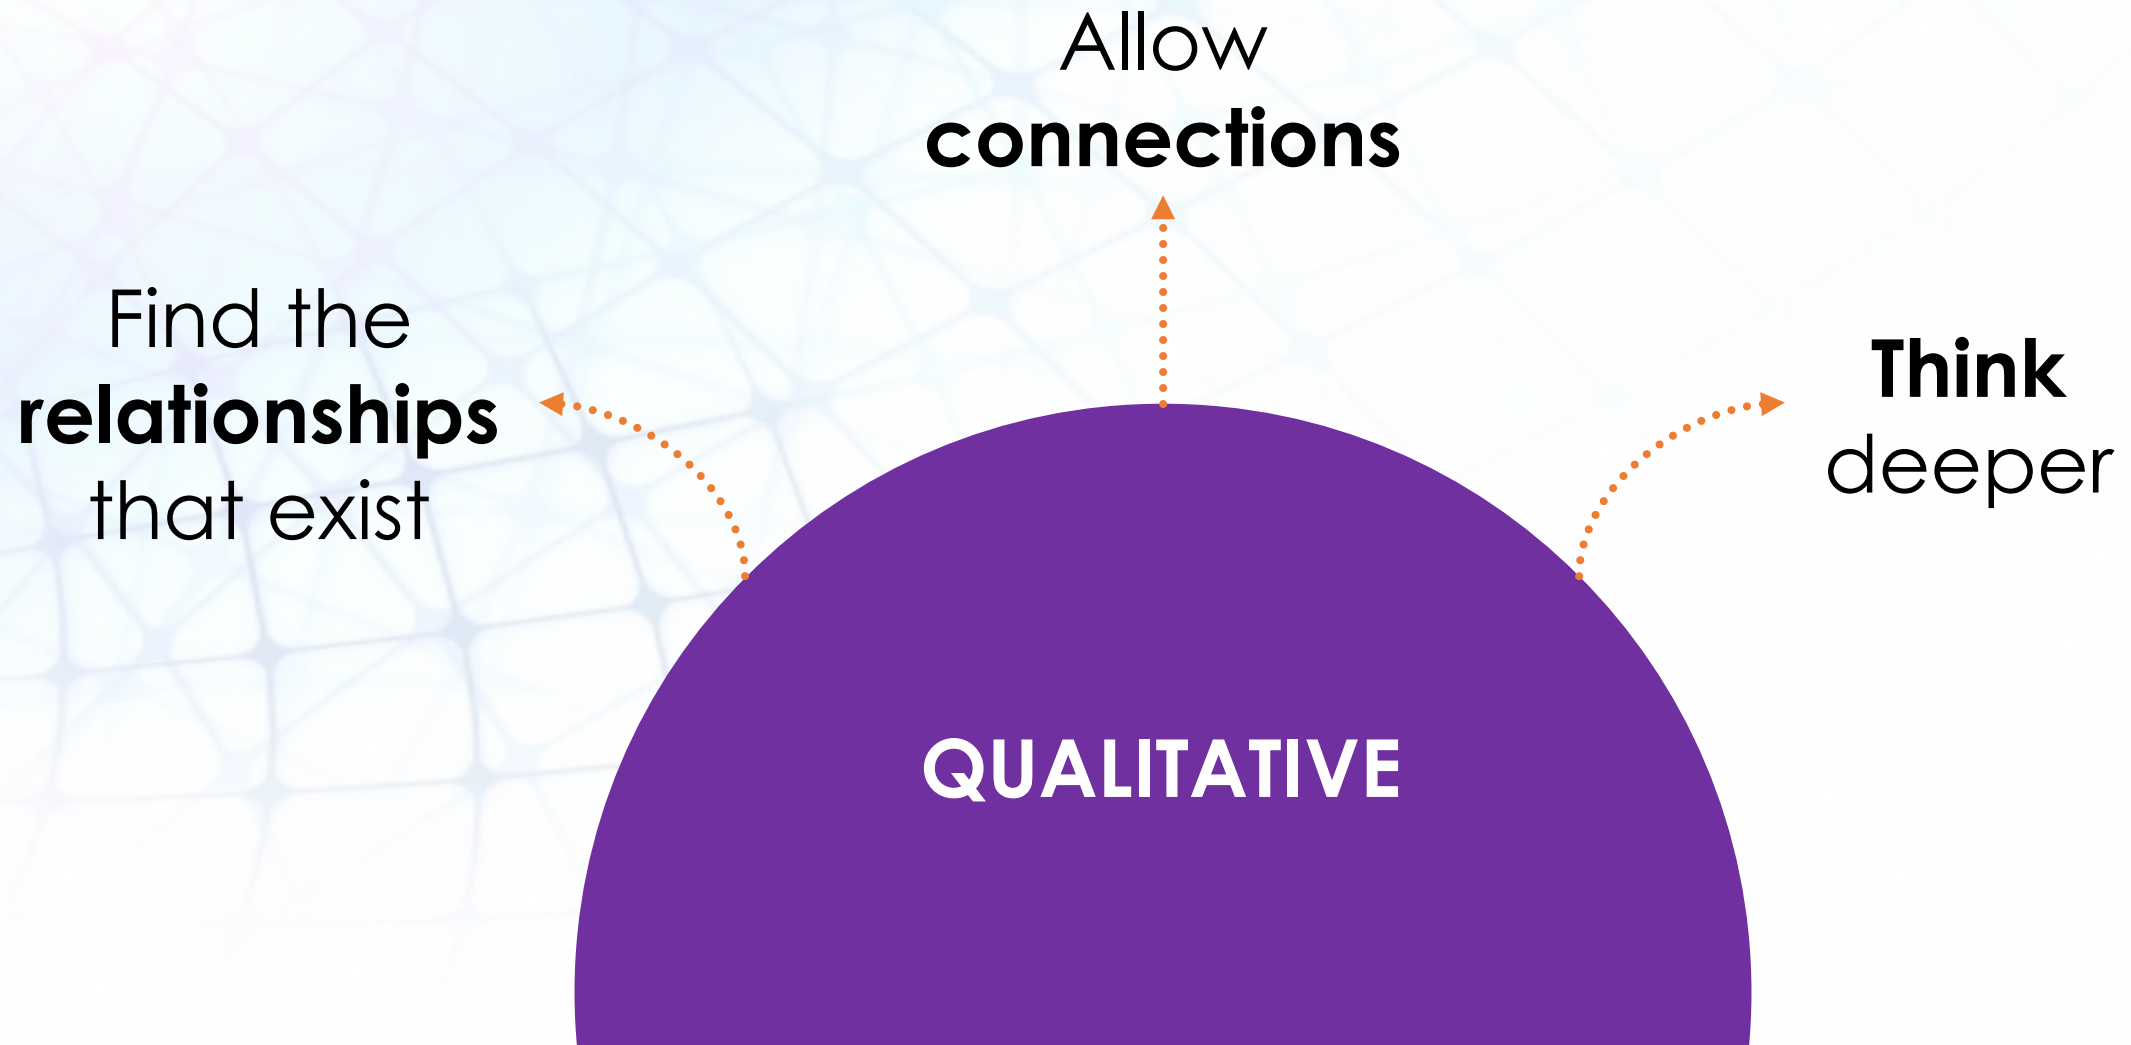 Allow
connections
Find the
relationships
that exist
Think
deeper
QUALITATIVE